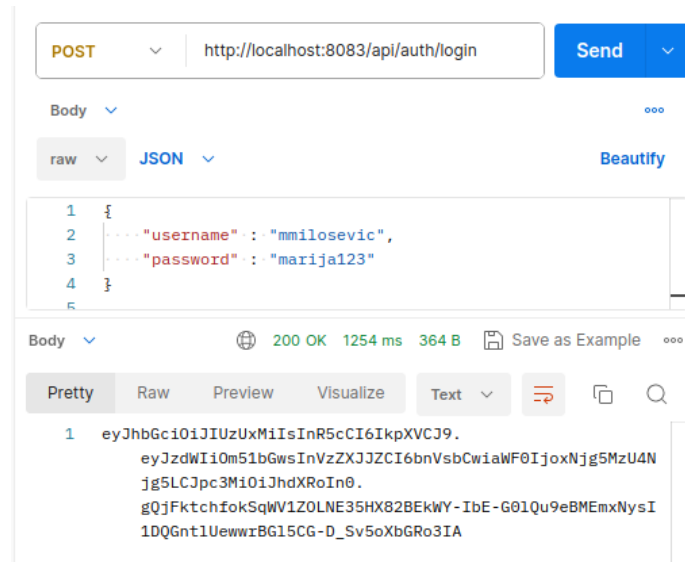 POST http://localhost:8083/api/auth/login Send
Body
raw JSON Beautify
1 {
2 "username" : "mmilosevic",
3 "password" : "marija123"
4 }
5
Body 200 OK 1254 ms 364 B Save as Example
Pretty Raw Preview Visualize Text
1 eyJhbGciOiJIUzUxMiIsInR5cCI6IkpXVCJ9.
eyJzdWIiOm51bGwsInVzZXJJZCI6bnVsbCwiaWF0IjoxNjg5MzU4N
jg5LCJpc3MiOiJhdXRoIn0.
gQjFktchfokSqWV1ZOLNE35HX82BEkWY-IbE-G0lQu9eBMEmxNysI
1DQGntlUewwrBGl5CG-D_Sv5oXbGRo3IA